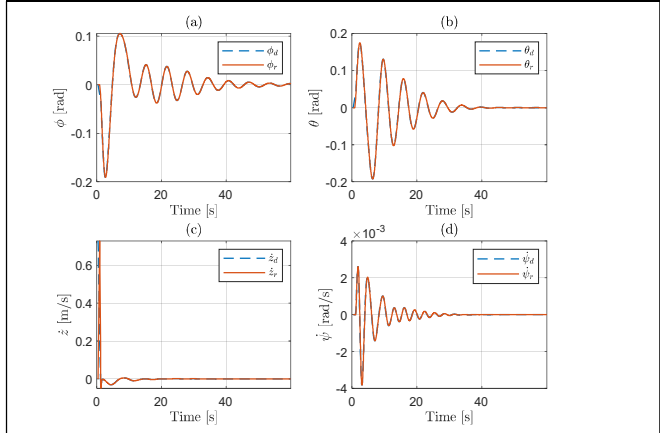 (a)
0.1
0
-0.1
-0.2
ϕ [rad]
ϕ_d
ϕ_r
0 20 40
Time [s]
(b)
0.2
0.1
0
-0.1
-0.2
θ [rad]
θ_d
θ_r
0 20 40
Time [s]
(c)
0.6
0.4
0.2
0
ż [m/s]
ż_d
ż_r
0 20 40
Time [s]
(d)
×10⁻³
4
2
0
-2
-4
ψ̇ [rad/s]
ψ̇_d
ψ̇_r
0 20 40
Time [s]